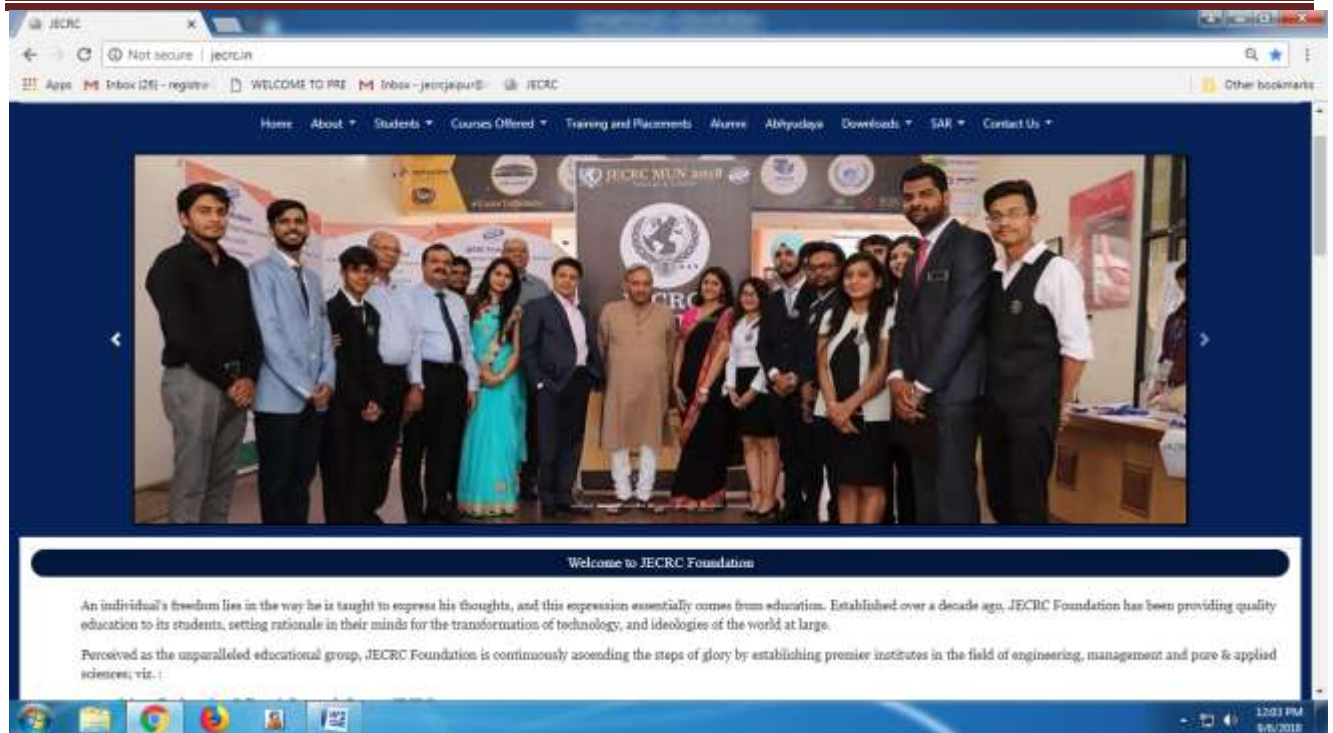 JECRC
Not secure | jecrc.in
Apps Inbox (26) - registra WELCOME TO PRE Inbox - jecrcjaipur@ JECRC Other bookmarks
Home About Students Courses Offered Training and Placements Alumni Abhyudaya Downloads SAR Contact Us
JECRC MUN 2018
Welcome to JECRC Foundation
An individual's freedom lies in the way he is taught to express his thoughts, and this expression essentially comes from education. Established over a decade ago, JECRC Foundation has been providing quality
education to its students, setting rationale in their minds for the transformation of technology, and ideologies of the world at large.
Perceived as the unparalleled educational group, JECRC Foundation is continuously ascending the steps of glory by establishing premier institutes in the field of engineering, management and pure & applied
sciences; viz. :
12:03 PM
9/6/2018